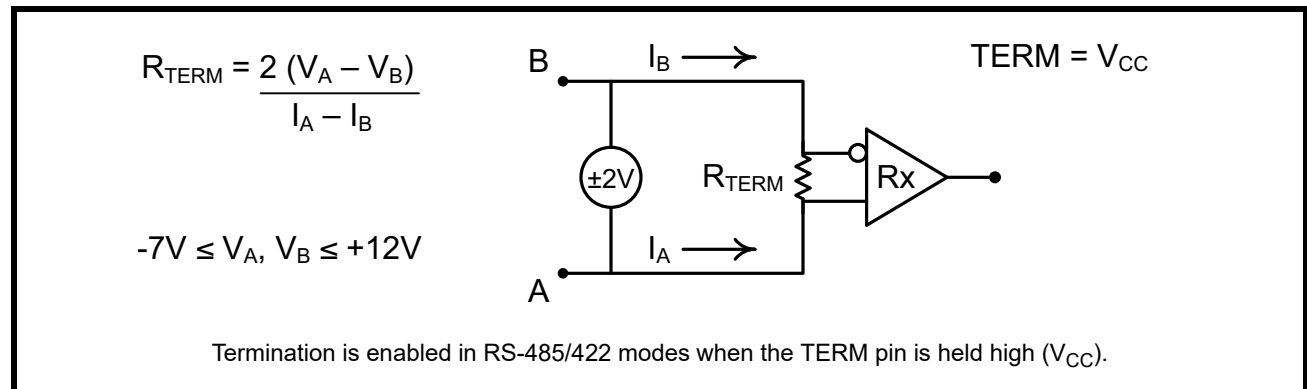 R_TERM = 2 (V_A – V_B)
I_A – I_B
B
I_B
TERM = V_CC
±2V
R_TERM
Rx
-7V ≤ V_A, V_B ≤ +12V
I_A
A
Termination is enabled in RS-485/422 modes when the TERM pin is held high (V_CC).